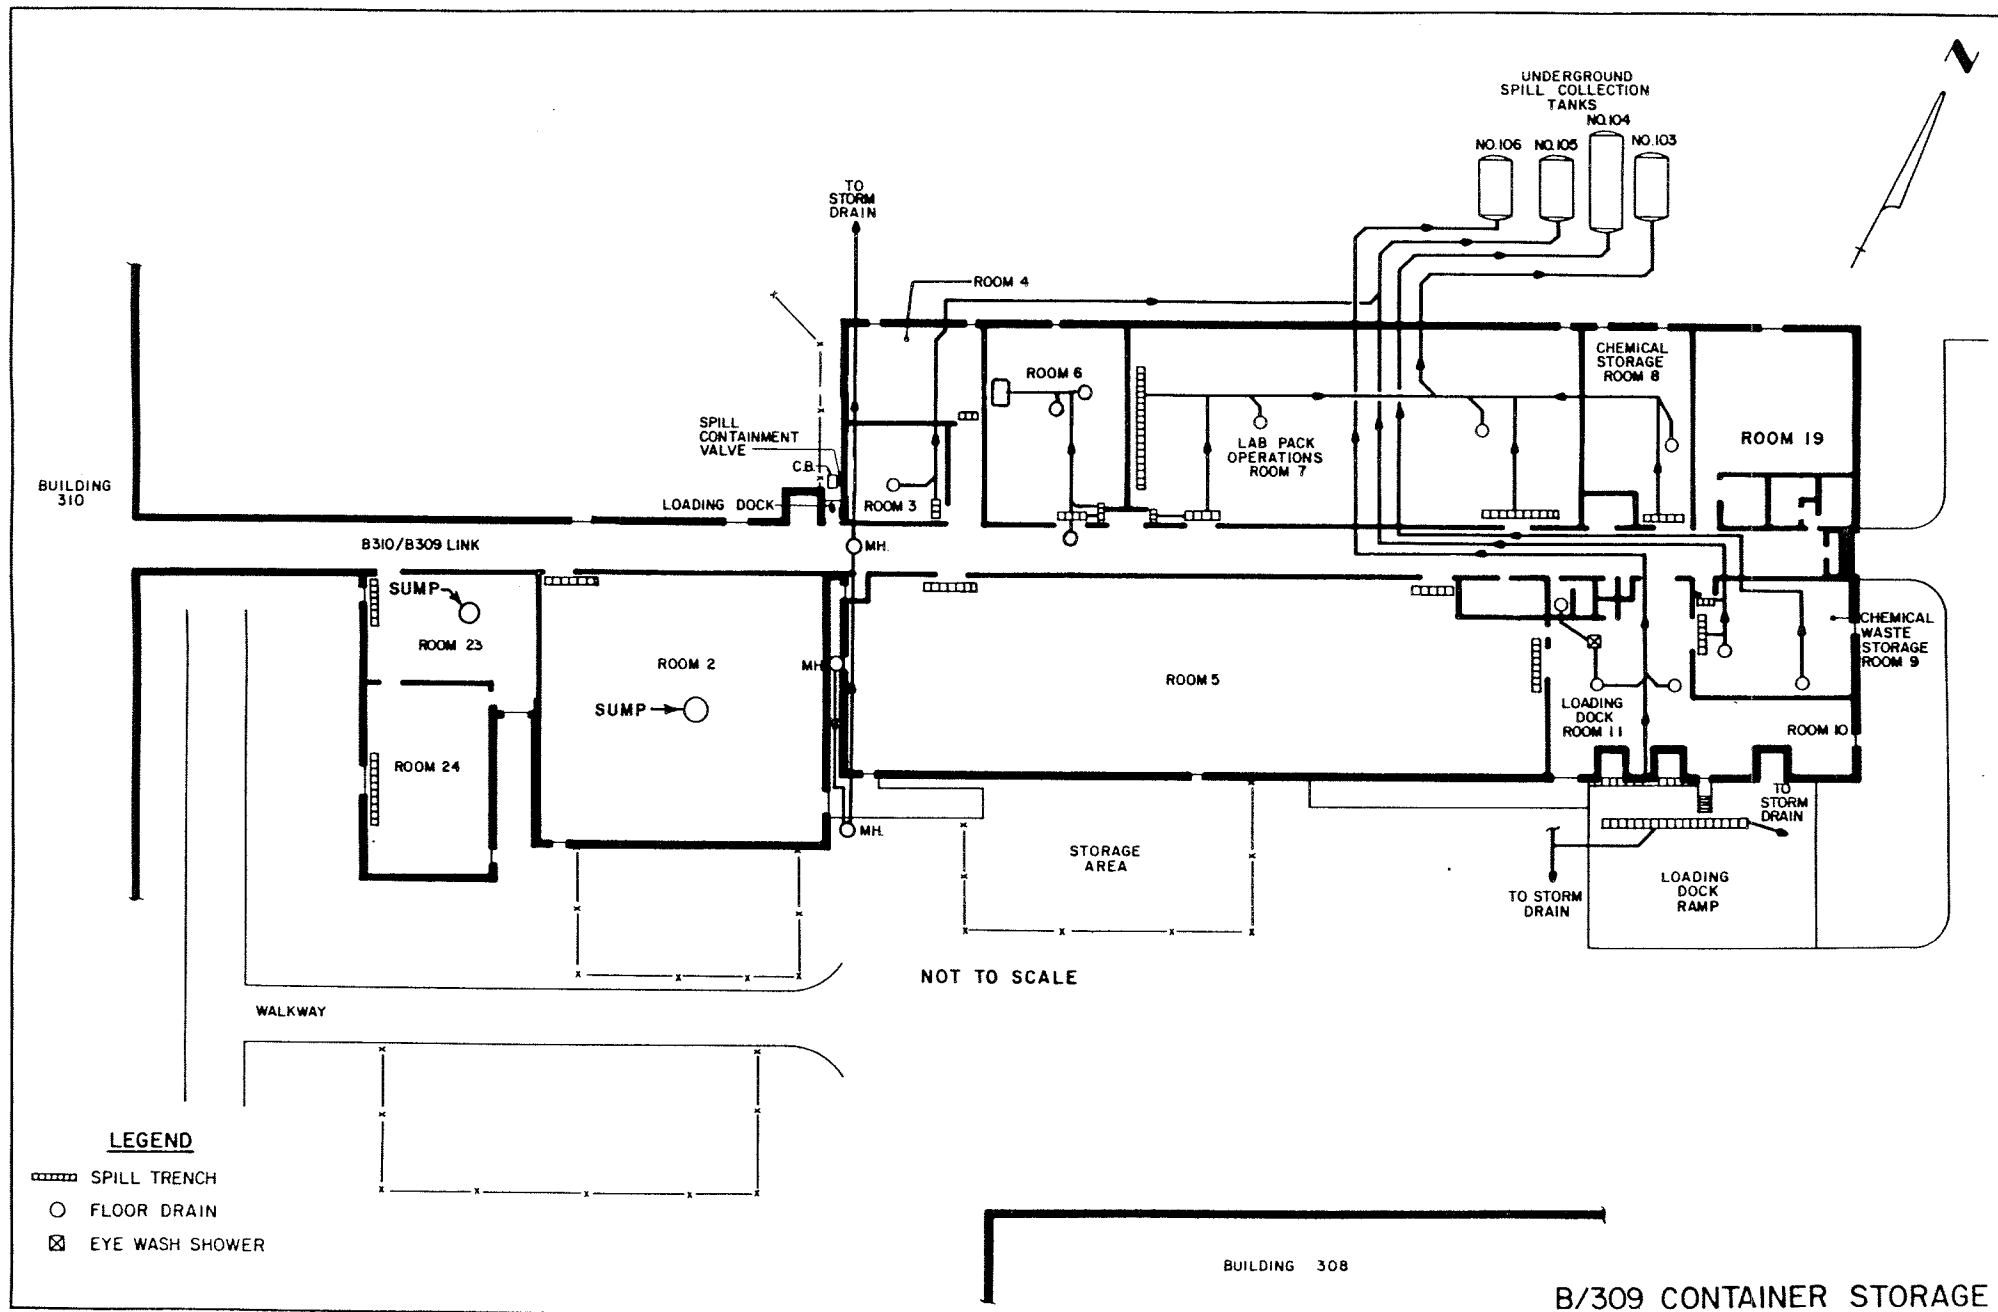 N
UNDERGROUND
SPILL COLLECTION
TANKS
NO.104
NO.106
NO.105
NO.103
TO
STORM
DRAIN
ROOM 4
CHEMICAL
STORAGE
ROOM 8
ROOM 6
SPILL
CONTAINMENT
VALVE
C.B.
LOADING DOCK
ROOM 3
LAB PACK
OPERATIONS
ROOM 7
ROOM 19
BUILDING
310
B310/B309 LINK
MH.
SUMP
ROOM 23
ROOM 2
MH
SUMP
ROOM 5
CHEMICAL
WASTE
STORAGE
ROOM 9
LOADING
DOCK
ROOM 11
ROOM 10
ROOM 24
TO
STORM
DRAIN
MH.
STORAGE
AREA
TO STORM
DRAIN
LOADING
DOCK
RAMP
NOT TO SCALE
WALKWAY
LEGEND
SPILL TRENCH
FLOOR DRAIN
EYE WASH SHOWER
BUILDING 308
B/309 CONTAINER STORAGE